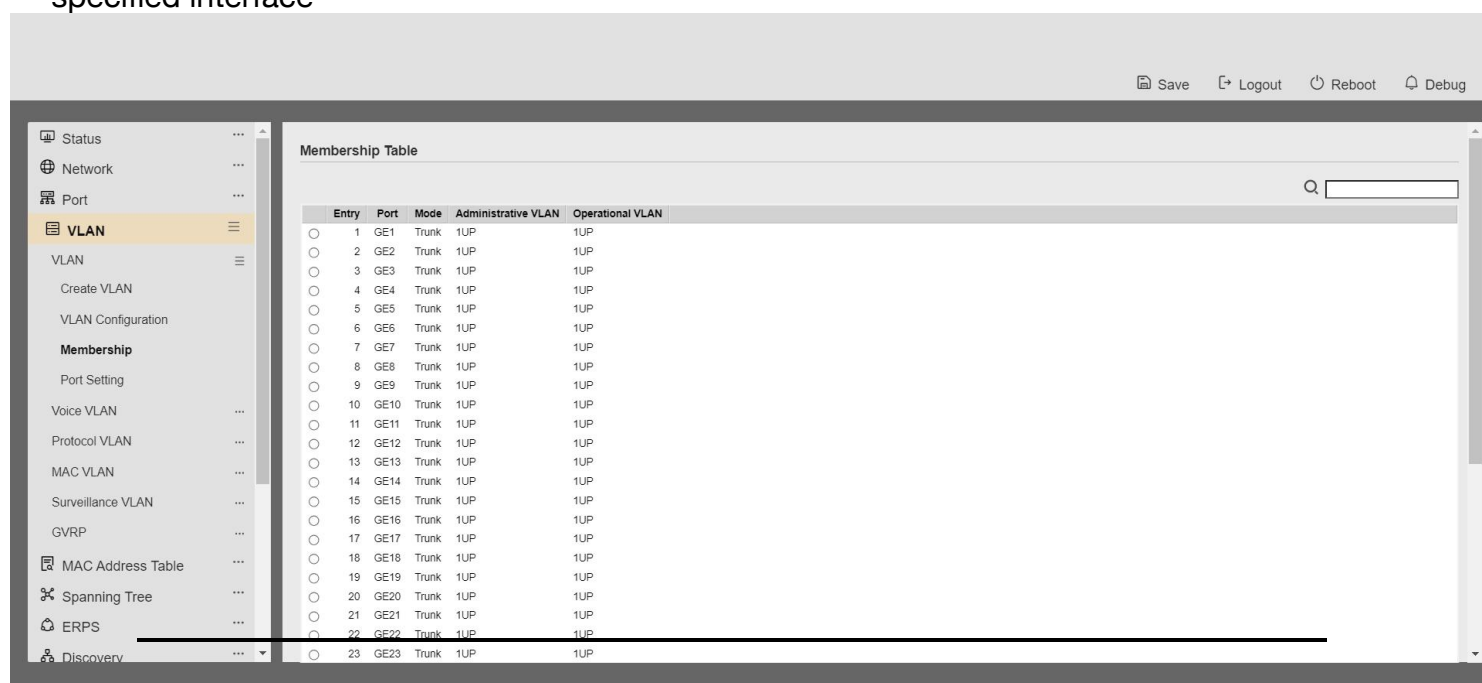 specified interface
Save Logout Reboot Debug
Status ...
Network ...
Port ...
VLAN
VLAN
Create VLAN
VLAN Configuration
Membership
Port Setting
Voice VLAN ...
Protocol VLAN ...
MAC VLAN ...
Surveillance VLAN ...
GVRP ...
MAC Address Table ...
Spanning Tree ...
ERPS ...
Discovery ...
Membership Table
Entry Port Mode Administrative VLAN Operational VLAN
1 GE1 Trunk 1UP 1UP
2 GE2 Trunk 1UP 1UP
3 GE3 Trunk 1UP 1UP
4 GE4 Trunk 1UP 1UP
5 GE5 Trunk 1UP 1UP
6 GE6 Trunk 1UP 1UP
7 GE7 Trunk 1UP 1UP
8 GE8 Trunk 1UP 1UP
9 GE9 Trunk 1UP 1UP
10 GE10 Trunk 1UP 1UP
11 GE11 Trunk 1UP 1UP
12 GE12 Trunk 1UP 1UP
13 GE13 Trunk 1UP 1UP
14 GE14 Trunk 1UP 1UP
15 GE15 Trunk 1UP 1UP
16 GE16 Trunk 1UP 1UP
17 GE17 Trunk 1UP 1UP
18 GE18 Trunk 1UP 1UP
19 GE19 Trunk 1UP 1UP
20 GE20 Trunk 1UP 1UP
21 GE21 Trunk 1UP 1UP
22 GE22 Trunk 1UP 1UP
23 GE23 Trunk 1UP 1UP